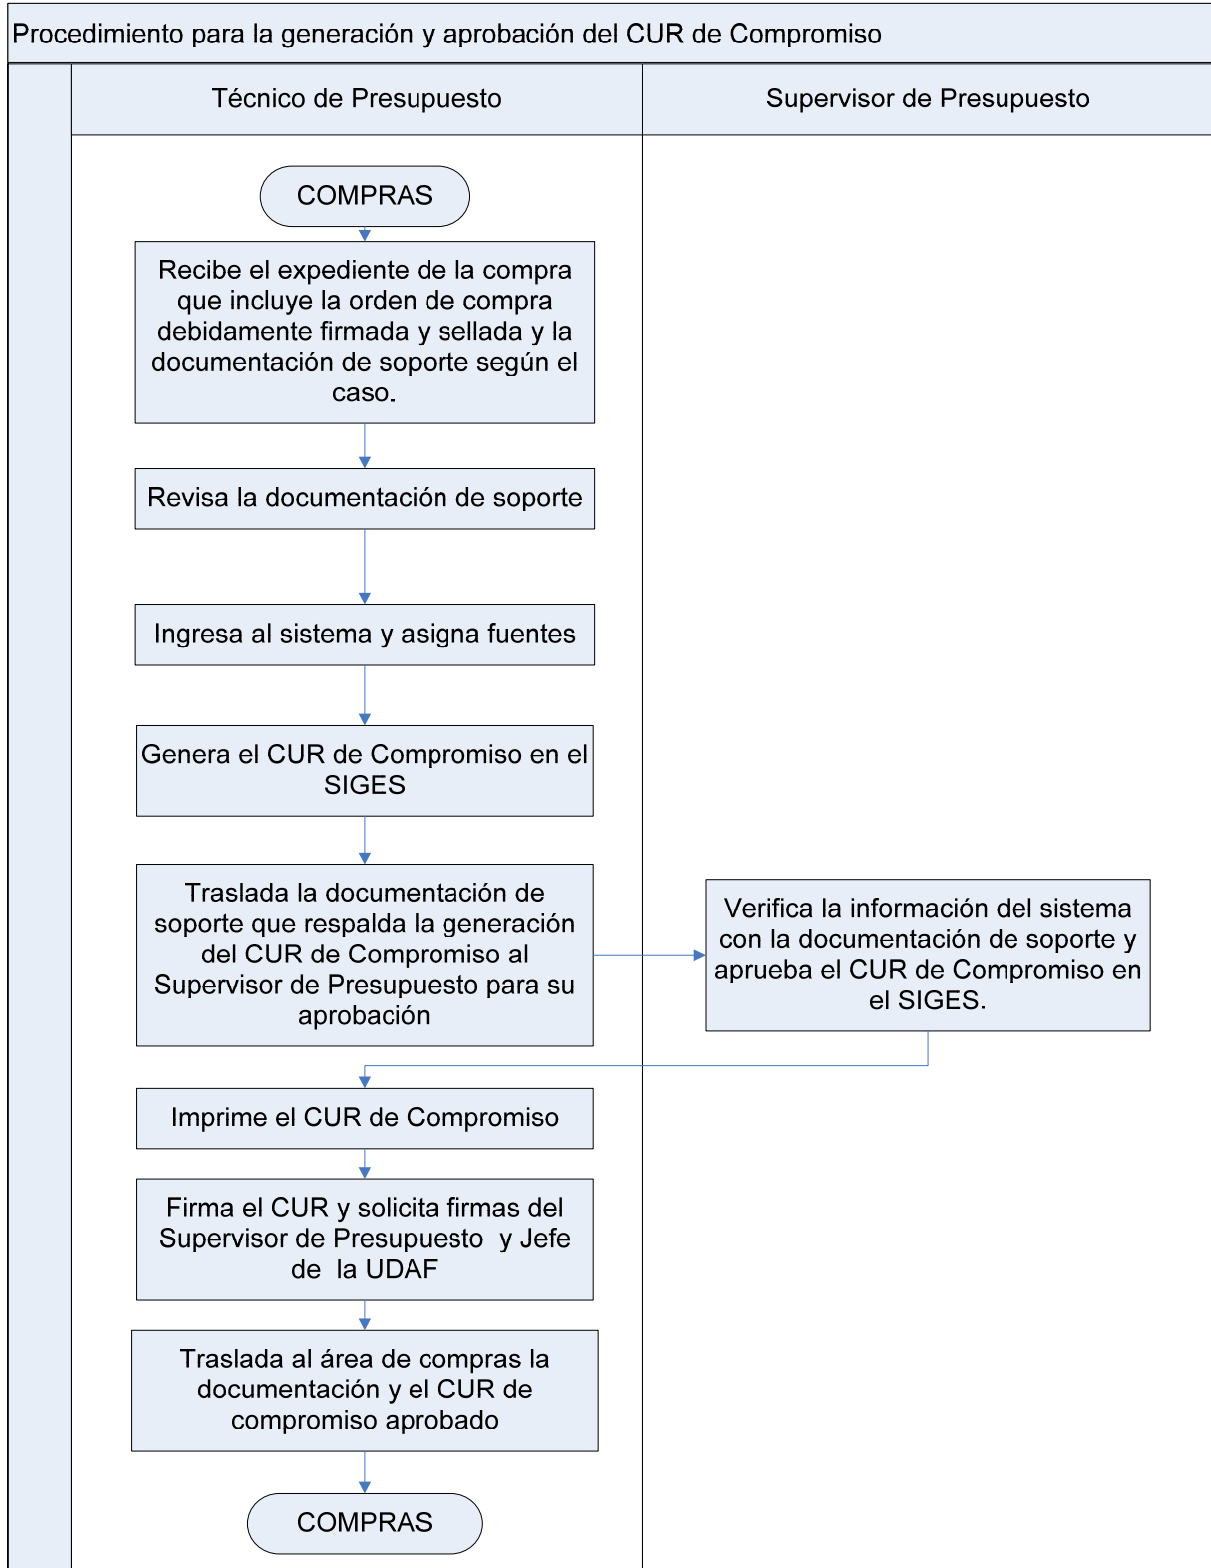 Procedimiento para la generación y aprobación del CUR de Compromiso
Técnico de Presupuesto
Supervisor de Presupuesto
COMPRAS
Recibe el expediente de la compra
que incluye la orden de compra
debidamente firmada y sellada y la
documentación de soporte según el
caso.
Revisa la documentación de soporte
Ingresa al sistema y asigna fuentes
Genera el CUR de Compromiso en el
SIGES
Traslada la documentación de
soporte que respalda la generación
del CUR de Compromiso al
Supervisor de Presupuesto para su
aprobación
Verifica la información del sistema
con la documentación de soporte y
aprueba el CUR de Compromiso en
el SIGES.
Imprime el CUR de Compromiso
Firma el CUR y solicita firmas del
Supervisor de Presupuesto  y Jefe
de  la UDAF
Traslada al área de compras la
documentación y el CUR de
compromiso aprobado
COMPRAS